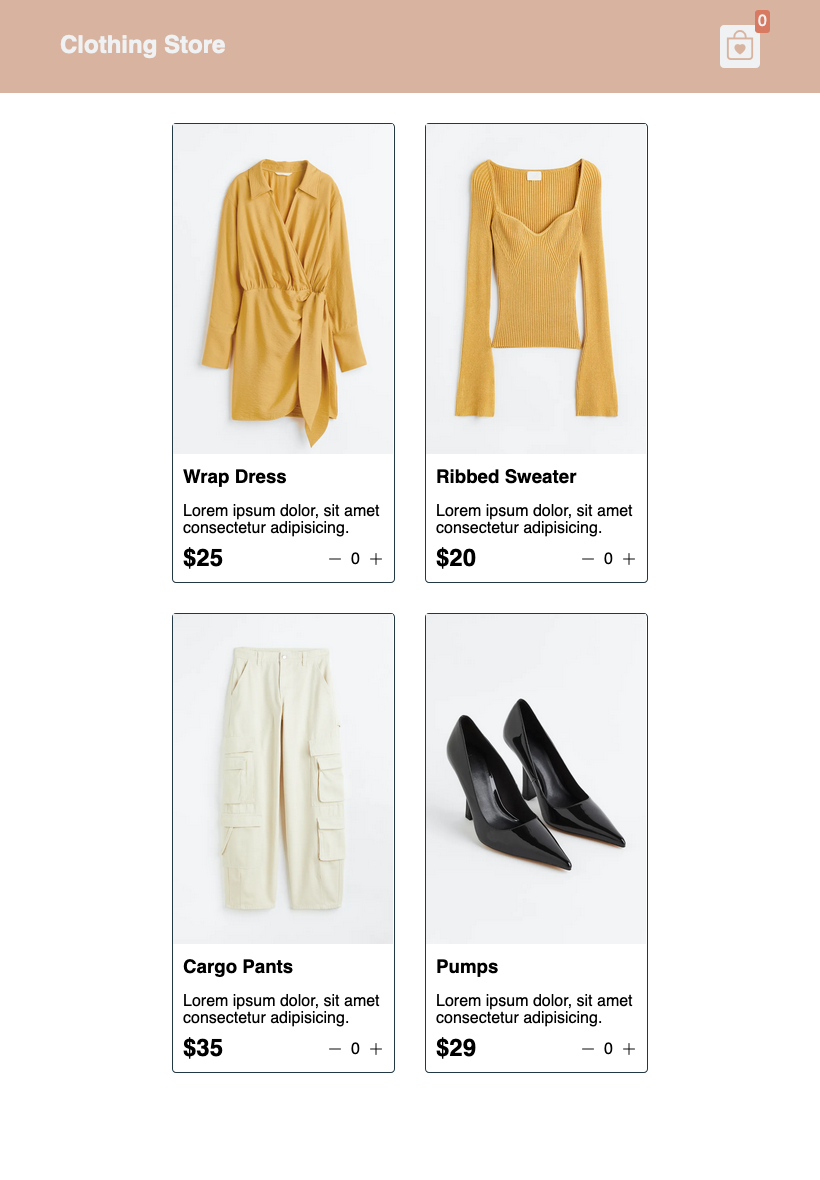 Clothing Store
0
Wrap Dress
Lorem ipsum dolor, sit amet
consectetur adipisicing.
$25
— 0 +
Ribbed Sweater
Lorem ipsum dolor, sit amet
consectetur adipisicing.
$20
— 0 +
Cargo Pants
Lorem ipsum dolor, sit amet
consectetur adipisicing.
$35
— 0 +
Pumps
Lorem ipsum dolor, sit amet
consectetur adipisicing.
$29
— 0 +